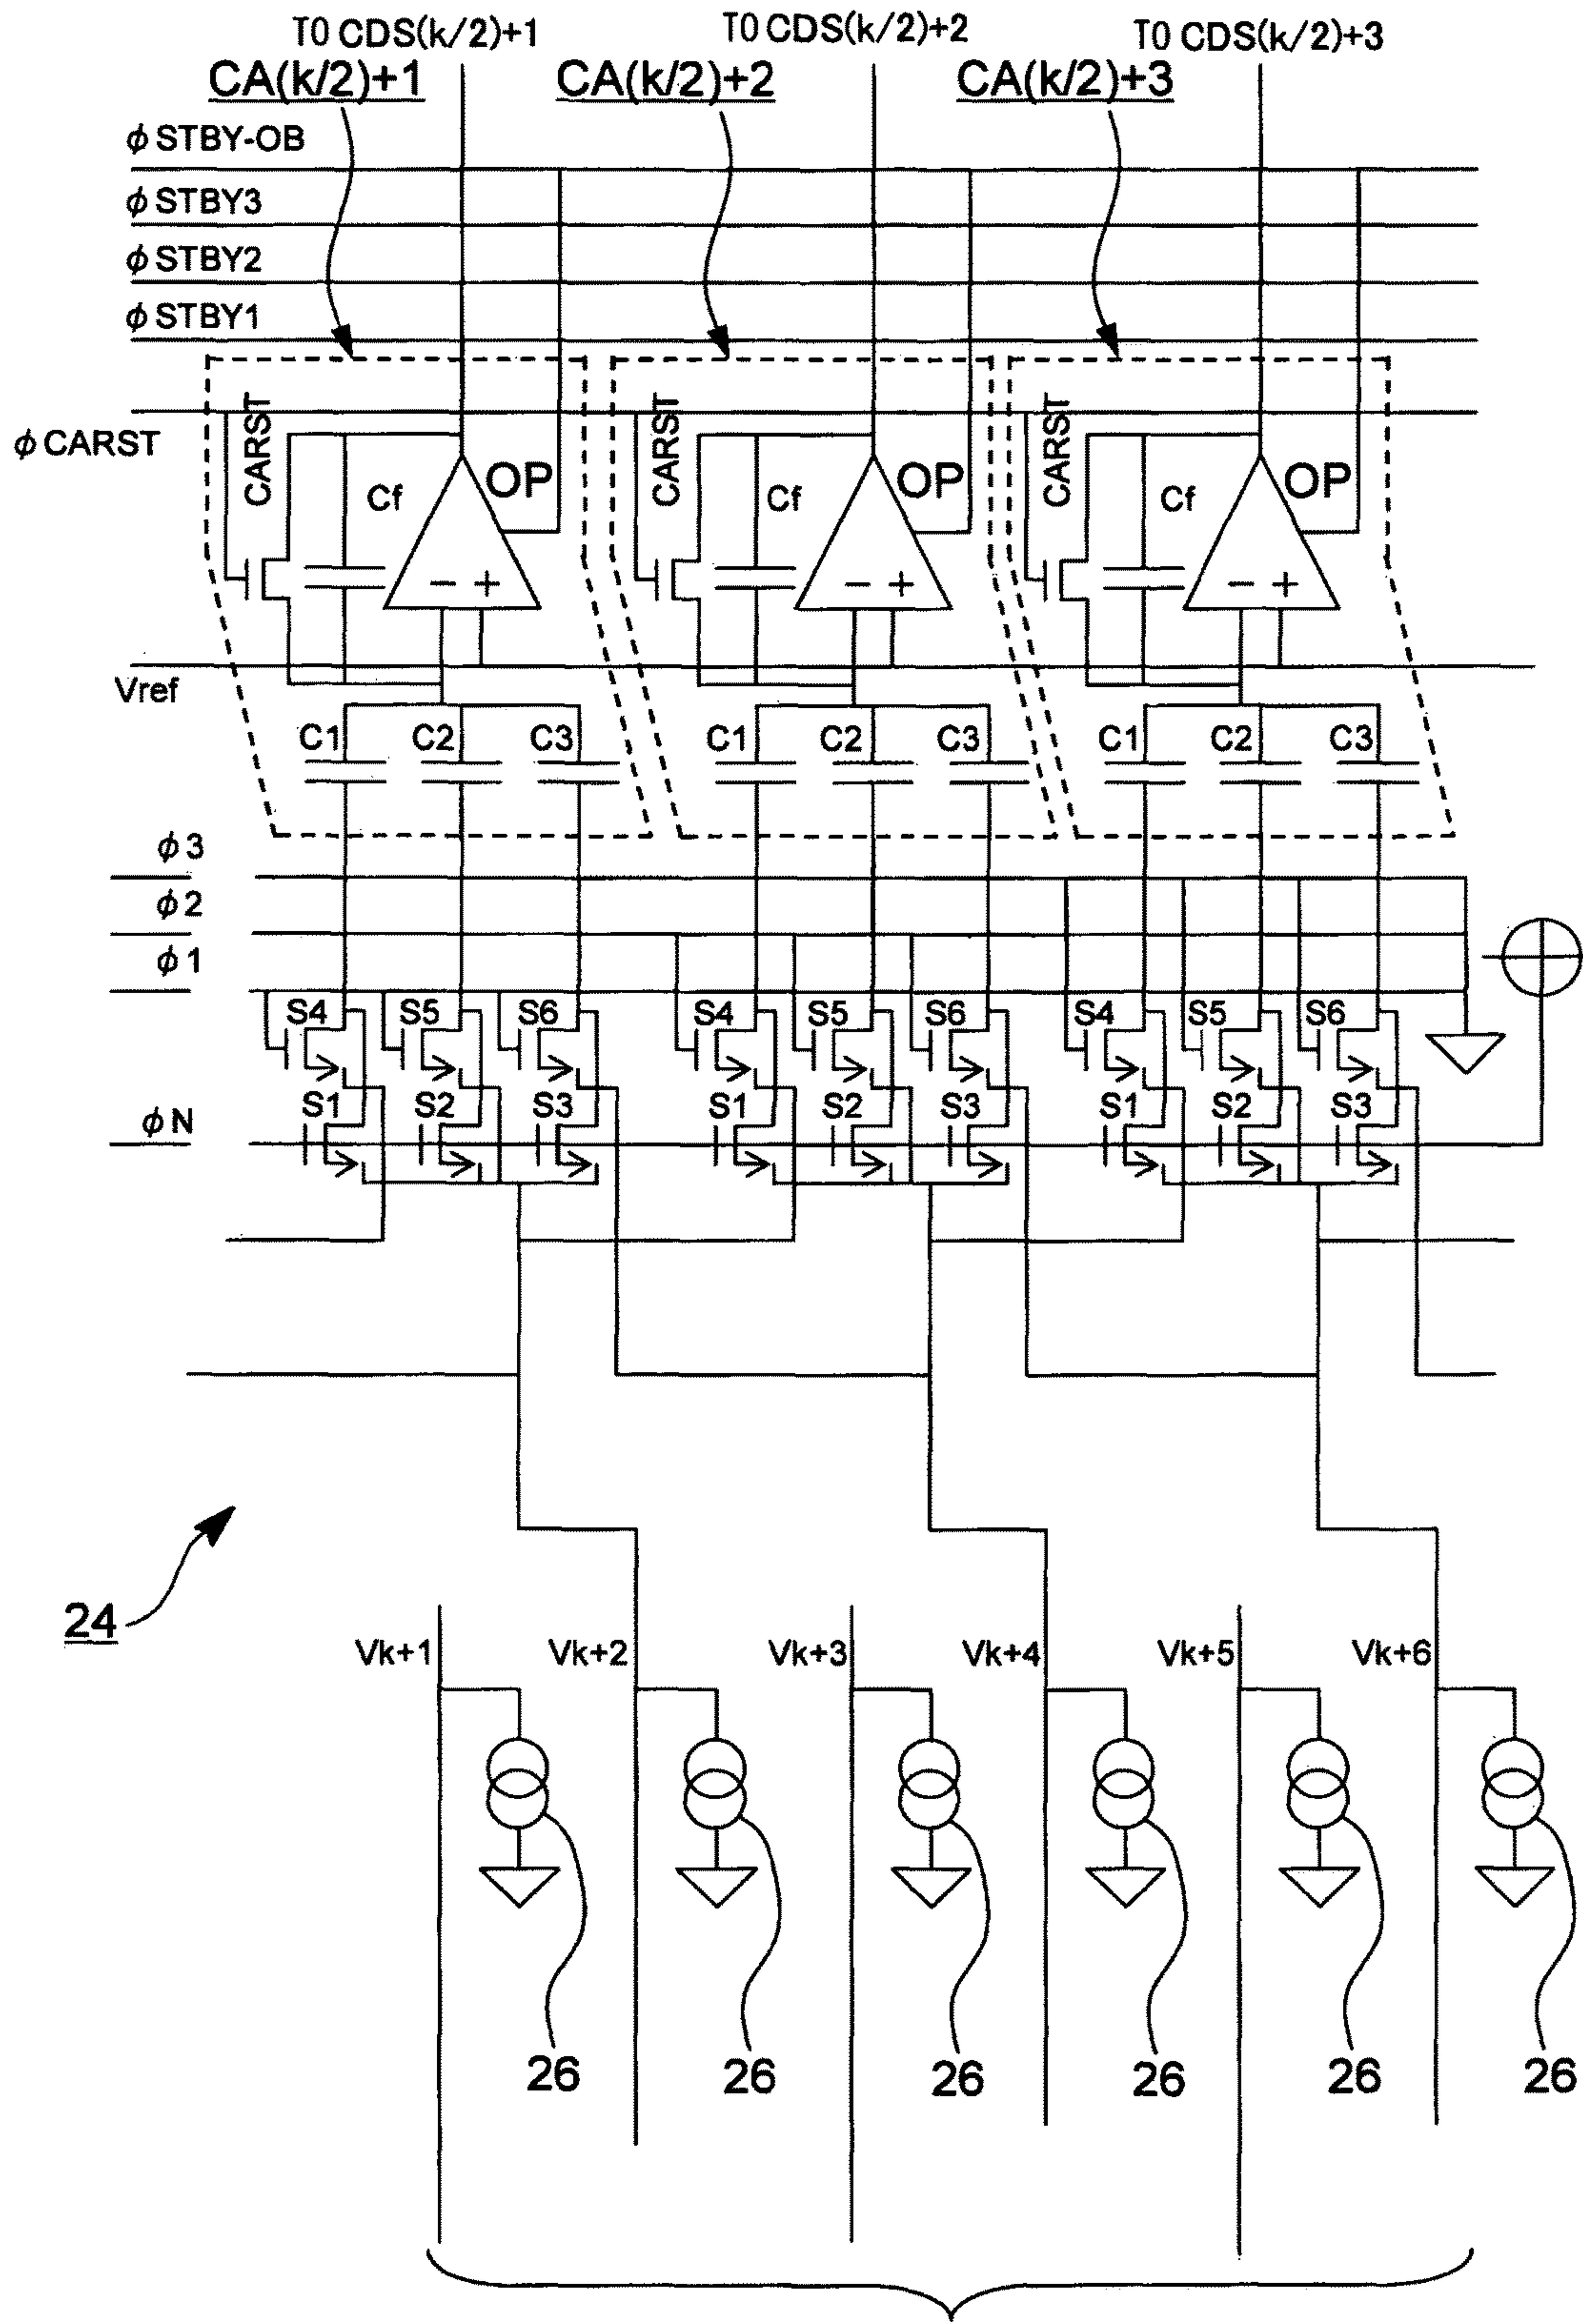 TO CDS(k/2)+1 TO CDS(k/2)+2 TO CDS(k/2)+3
CA(k/2)+1 CA(k/2)+2 CA(k/2)+3
ϕSTBY-OB
ϕSTBY3
ϕSTBY2
ϕSTBY1
ϕCARST
CARST Cf OP CARST Cf OP CARST Cf OP
− + − + − +
Vref
C1 C2 C3 C1 C2 C3 C1 C2 C3
ϕ3
ϕ2
ϕ1
S4 S5 S6 S4 S5 S6 S4 S5 S6
S1 S2 S3 S1 S2 S3 S1 S2 S3
ϕN
24
Vk+1 Vk+2 Vk+3 Vk+4 Vk+5 Vk+6
26 26 26 26 26 26